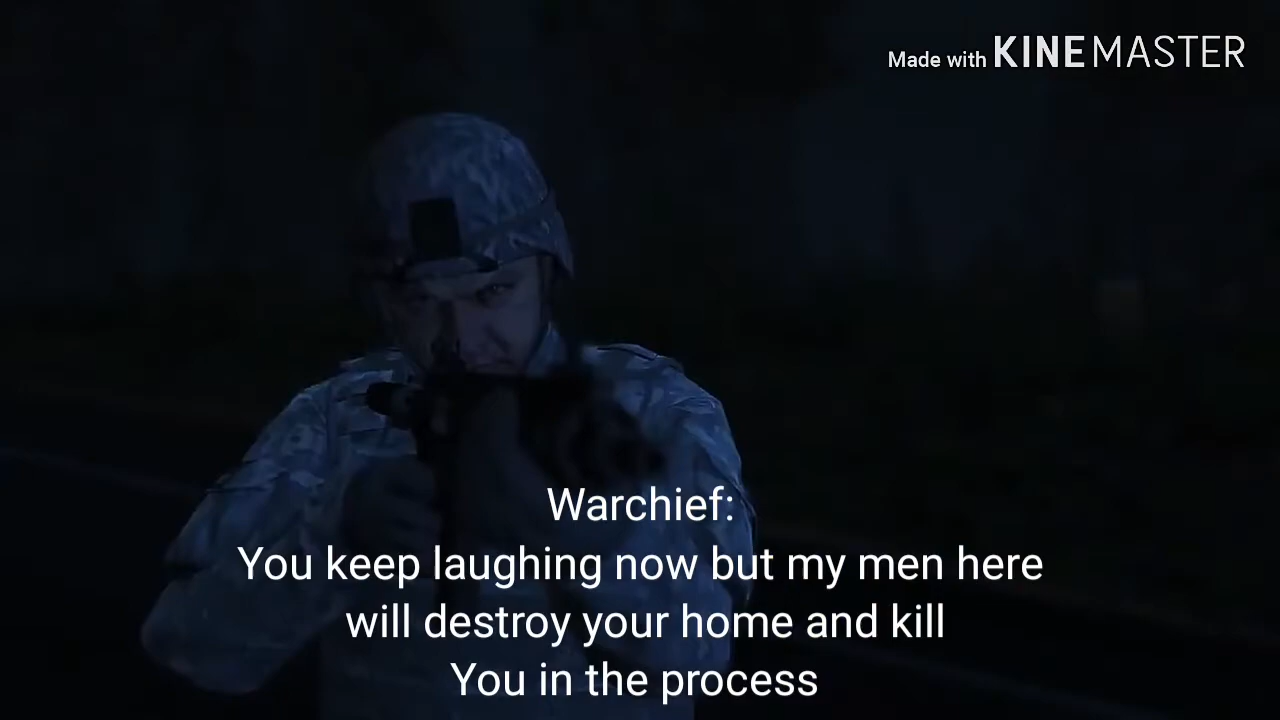 Made with KINEMASTER
Warchief:
You keep laughing now but my men here
will destroy your home and kill
You in the process